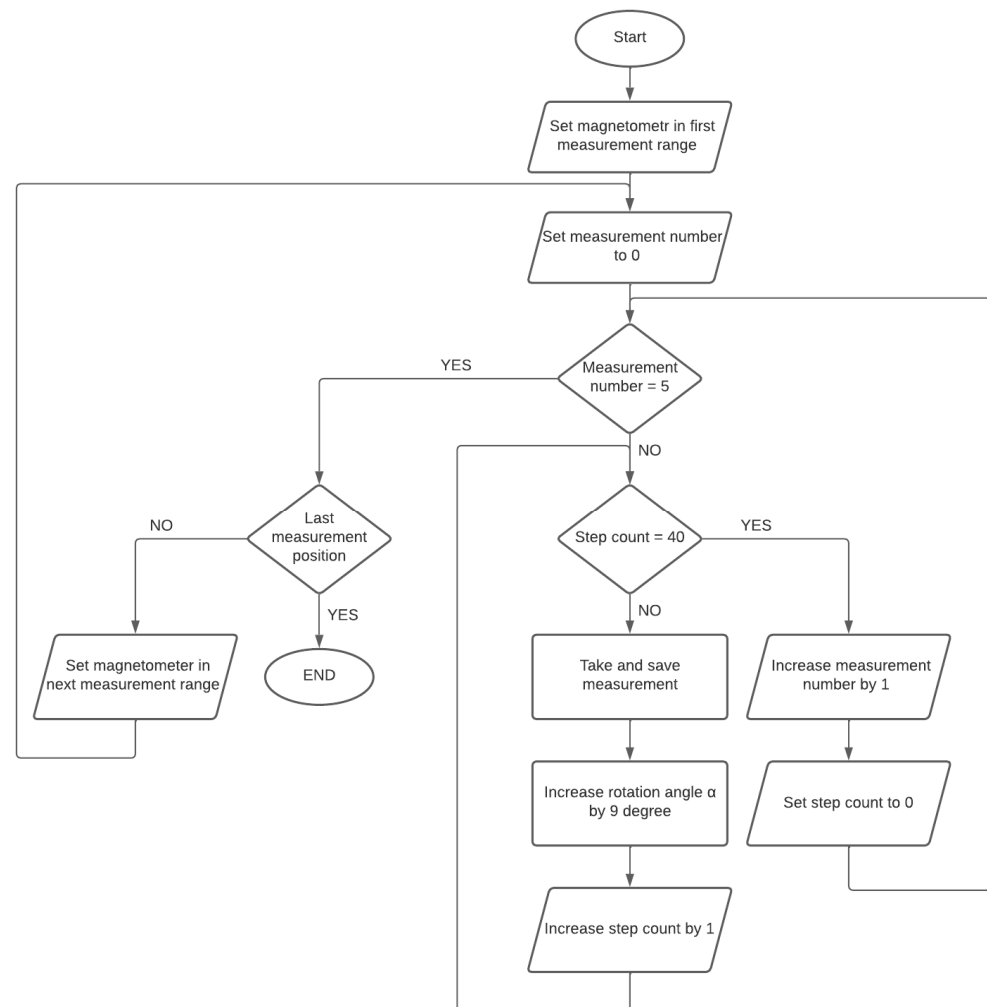 Start
Set magnetometr in first
measurement range
Set measurement number
to 0
Measurement
number = 5
YES
NO
Last
measurement
position
Step count = 40
NO
YES
YES
NO
Set magnetometer in
next measurement range
END
Take and save
measurement
Increase measurement
number by 1
Increase rotation angle α
by 9 degree
Set step count to 0
Increase step count by 1